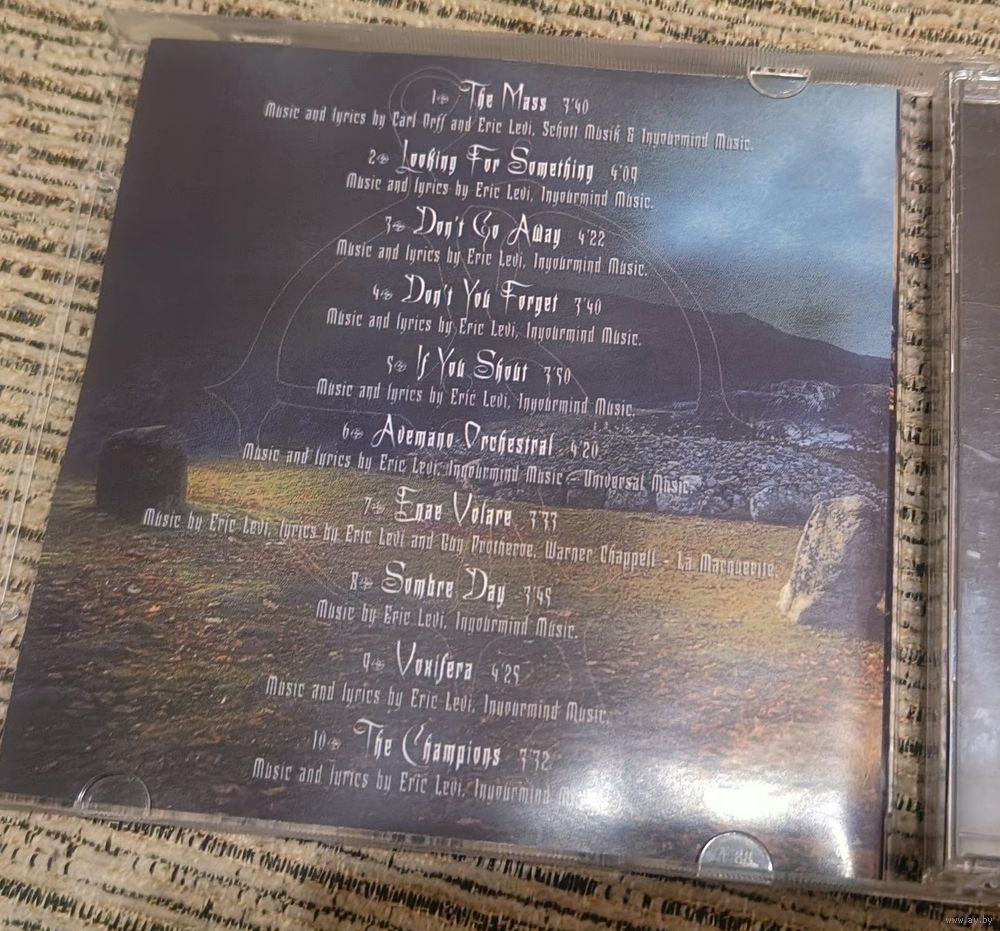 1 The Mass 3'40
Music and lyrics by Carl Orff and Eric Levi, Schott Musik & Inyourmind Music.
2 Looking For Something 4'09
Music and lyrics by Eric Levi, Inyourmind Music.
3 Don't Go Away 4'22
Music and lyrics by Eric Levi, Inyourmind Music.
4 Don't You Forget 3'40
Music and lyrics by Eric Levi, Inyourmind Music.
5 If You Shout 3'50
Music and lyrics by Eric Levi, Inyourmind Music.
6 Avemano Orchestral 4'20
Music and lyrics by Eric Levi, Inyourmind Music - Universal Music.
7 Enae Volare 3'33
Music by Eric Levi, lyrics by Eric Levi and Guy Protheroe, Warner Chappell - La Marguerite
8 Sombre Day 3'45
Music by Eric Levi, Inyourmind Music.
9 Voxifera 4'25
Music and lyrics by Eric Levi, Inyourmind Music.
10 The Champions 3'32
Music and lyrics by Eric Levi, Inyourmind
www.ay.by